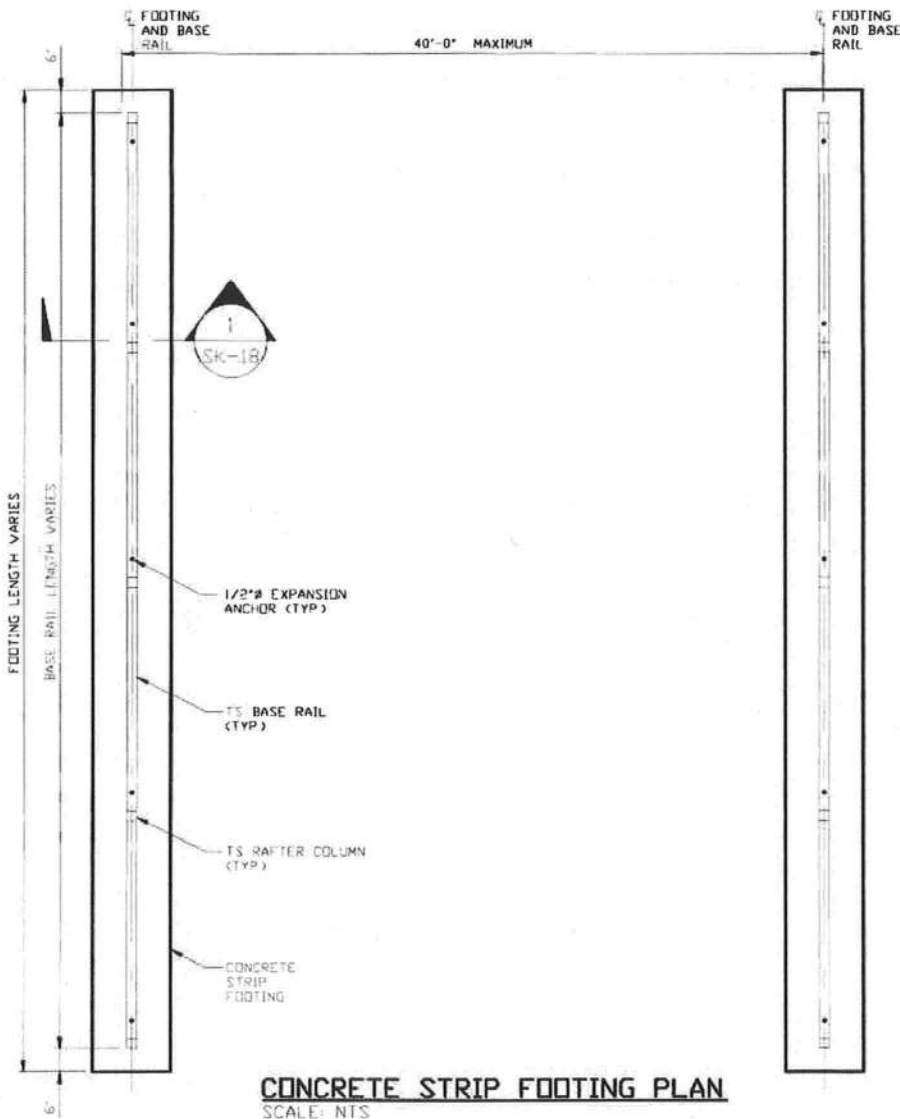 ℄ FOOTING
AND BASE
RAIL
℄ FOOTING
AND BASE
RAIL
40'-0" MAXIMUM
6"
FOOTING LENGTH VARIES
BASE RAIL LENGTH VARIES
1
SK-18
1/2"Ø EXPANSION
ANCHOR (TYP)
TS BASE RAIL
(TYP)
TS RAFTER COLUMN
(TYP)
CONCRETE
STRIP
FOOTING
6"
CONCRETE STRIP FOOTING PLAN
SCALE: NTS